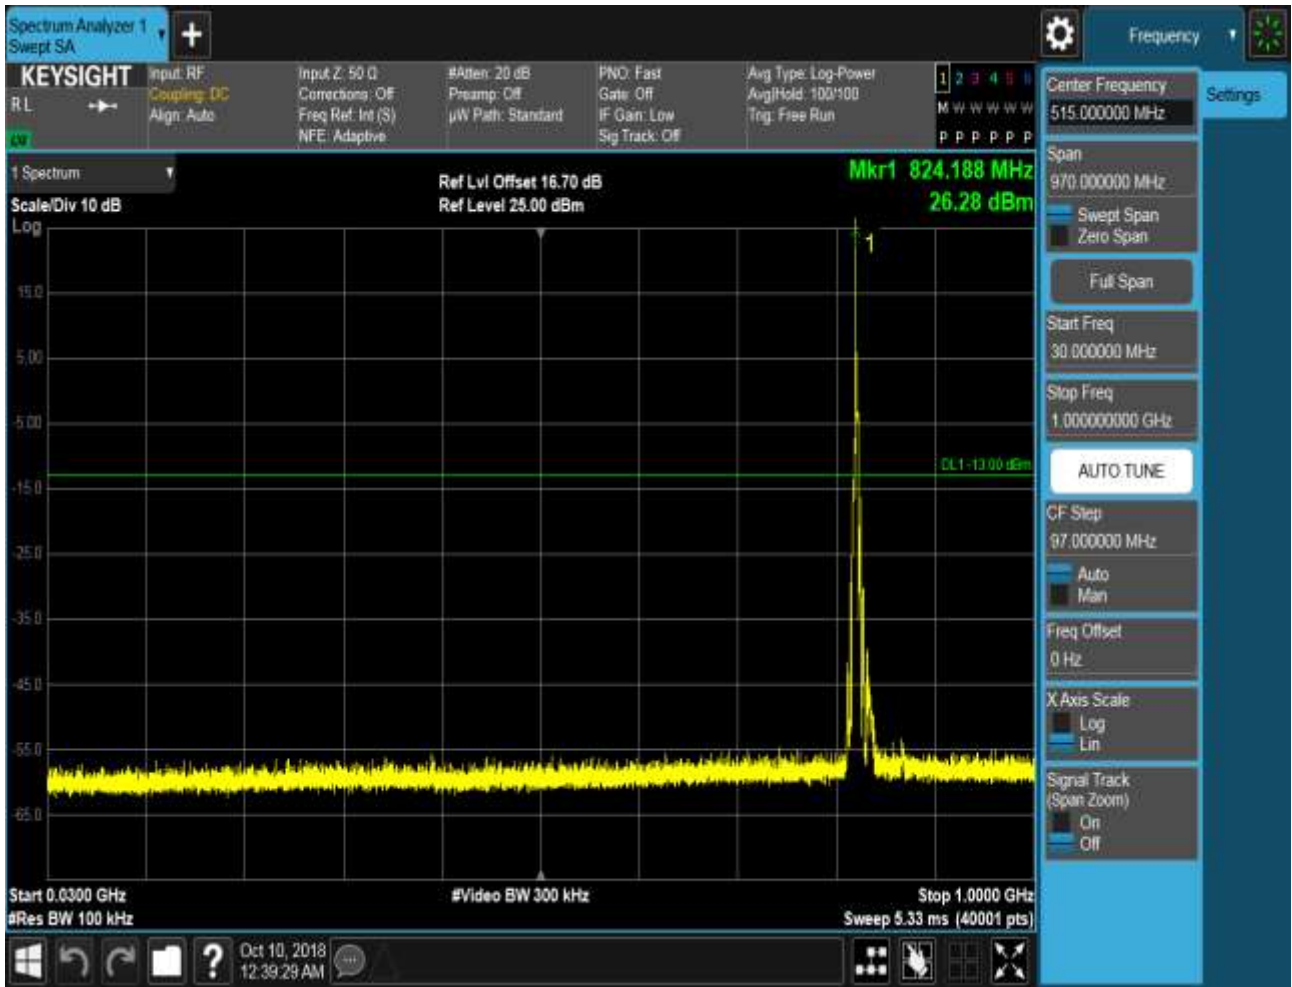 Spectrum Analyzer 1
Swept SA
Frequency
KEYSIGHT
R L
Input: RF
Coupling: DC
Align: Auto
Input Z: 50 Ω
Corrections: Off
Freq Ref: Int (S)
NFE: Adaptive
#Atten: 20 dB
Preamp: Off
µW Path: Standard
PNO: Fast
Gate: Off
IF Gain: Low
Sig Track: Off
Avg Type: Log-Power
Avg|Hold: 100/100
Trig: Free Run
1 2 3 4 5 6
M W W W W W
P P P P P P
1 Spectrum
Scale/Div 10 dB
Log
Ref Lvl Offset 16.70 dB
Ref Level 25.00 dBm
Mkr1 824.188 MHz
26.28 dBm
1
15.0
5.00
-5.00
DL1 -13.00 dBm
-15.0
-25.0
-35.0
-45.0
-55.0
-65.0
Start 0.0300 GHz
#Res BW 100 kHz
#Video BW 300 kHz
Stop 1.0000 GHz
Sweep 5.33 ms (40001 pts)
Oct 10, 2018
12:39:29 AM
Center Frequency
515.000000 MHz
Settings
Span
970.000000 MHz
Swept Span
Zero Span
Full Span
Start Freq
30.000000 MHz
Stop Freq
1.000000000 GHz
AUTO TUNE
CF Step
97.000000 MHz
Auto
Man
Freq Offset
0 Hz
X Axis Scale
Log
Lin
Signal Track
(Span Zoom)
On
Off